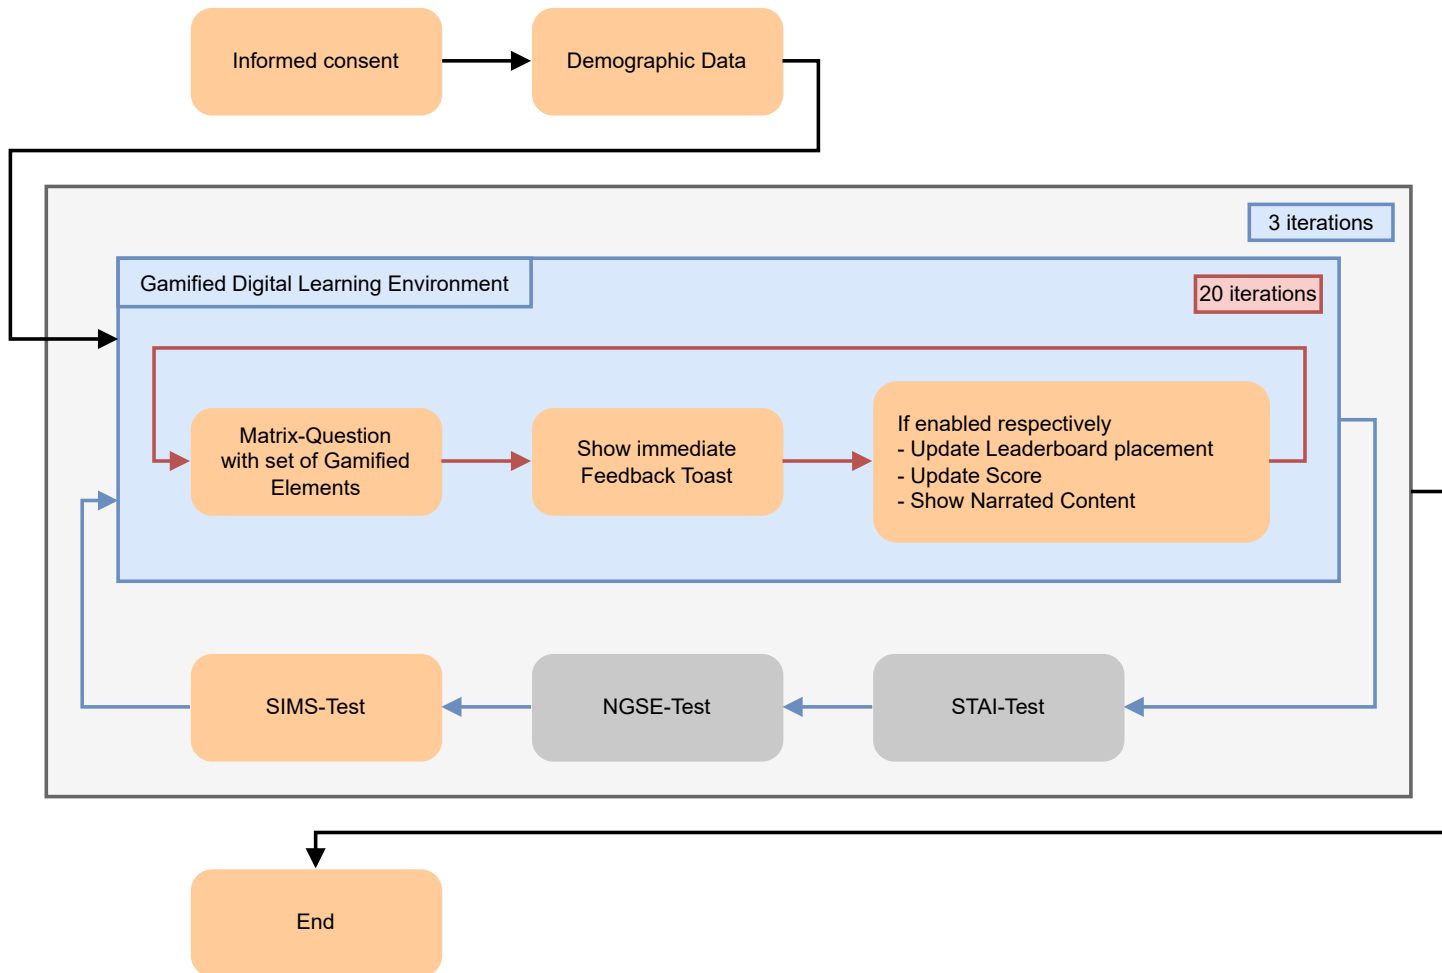 Informed consent
Demographic Data
3 iterations
Gamified Digital Learning Environment
20 iterations
Matrix-Question
with set of Gamified
Elements
Show immediate
Feedback Toast
If enabled respectively
- Update Leaderboard placement
- Update Score
- Show Narrated Content
SIMS-Test
NGSE-Test
STAI-Test
End